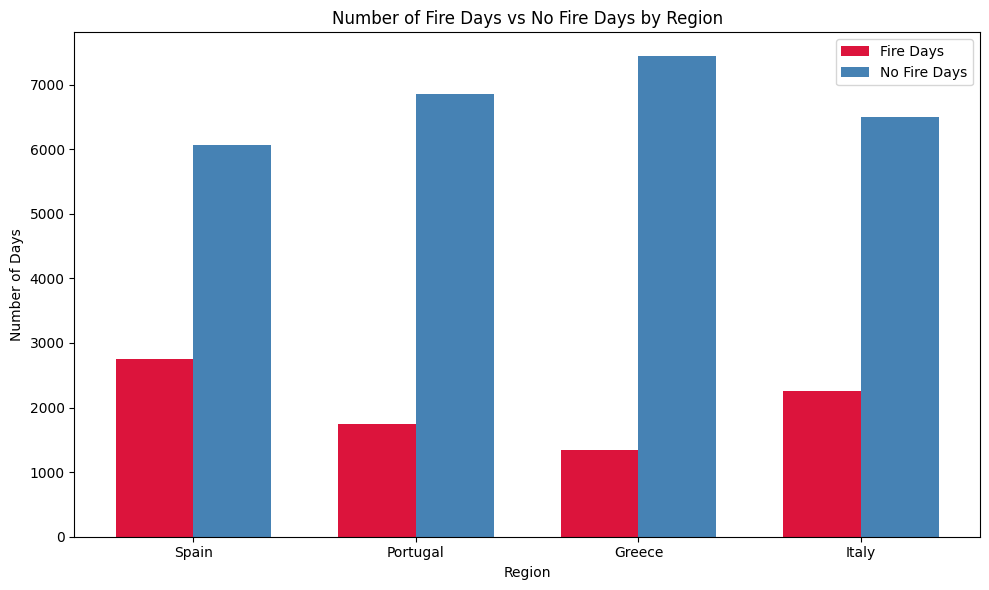 Number of Fire Days vs No Fire Days by Region
Fire Days
No Fire Days
Number of Days
7000
6000
5000
4000
3000
2000
1000
0
Spain
Portugal
Greece
Italy
Region